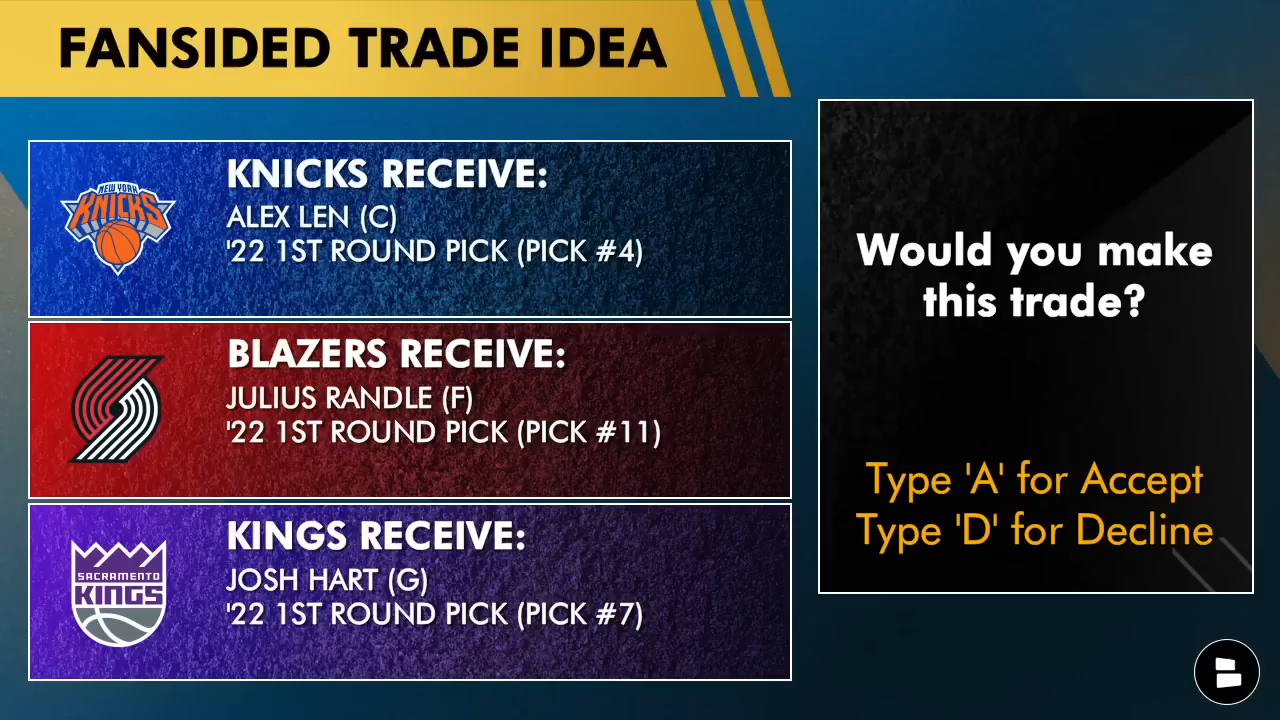 FANSIDED TRADE IDEA
NEW YORK
KNICKS
KNICKS RECEIVE:
ALEX LEN (C)
'22 1ST ROUND PICK (PICK #4)
BLAZERS RECEIVE:
JULIUS RANDLE (F)
'22 1ST ROUND PICK (PICK #11)
SACRAMENTO
KINGS
KINGS RECEIVE:
JOSH HART (G)
'22 1ST ROUND PICK (PICK #7)
Would you make
this trade?
Type 'A' for Accept
Type 'D' for Decline